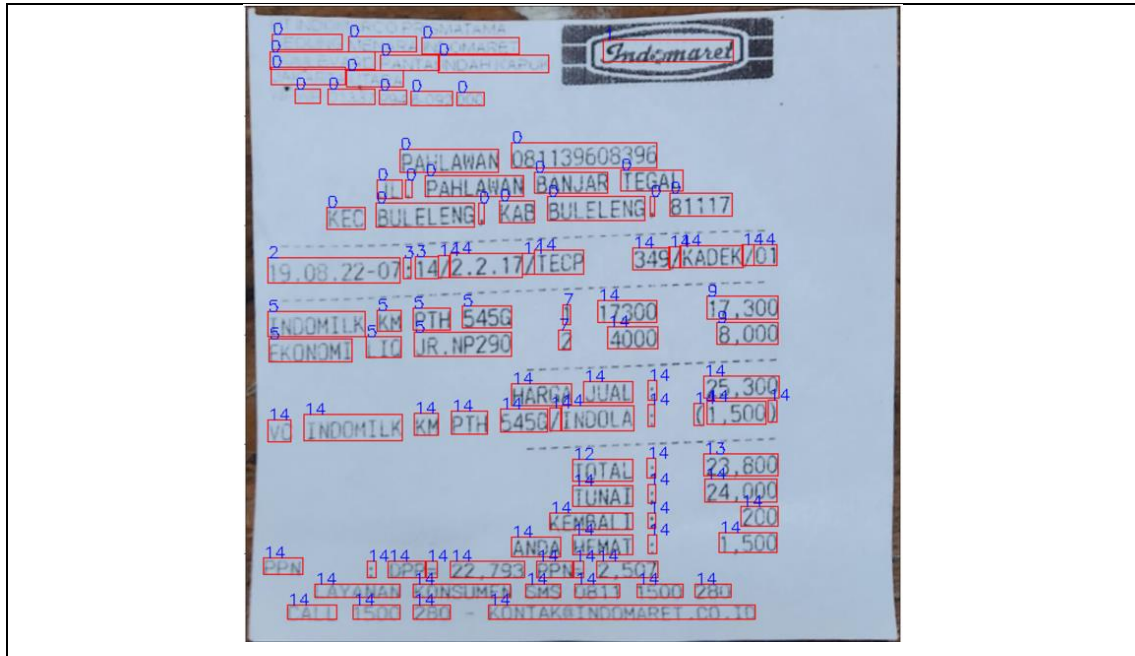 Indomaret
PAHLAWAN 081139608396
JL. PAHLAWAN BANJAR TEGAL
KEC BULELENG, KAB BULELENG, 81117
19.08.22-07:14/2.2.17/TECP 349/KADEK/01
INDOMILK KM PTH 545G 1 17300 17,300
EKONOMI LIQ JR.NP290 2 4000 8,000
HARGA JUAL : 25,300
VC INDOMILK KM PTH 545G/INDOLA : (1,500)
TOTAL : 23,800
TUNAI : 24,000
KEMBALI : 200
ANDA HEMAT : 1,500
PPN : DPP= 22,793 PPN= 2,507
LAYANAN KONSUMEN SMS 0811 1500 280
CALL 1500 280 - KONTAK@INDOMARET.CO.ID